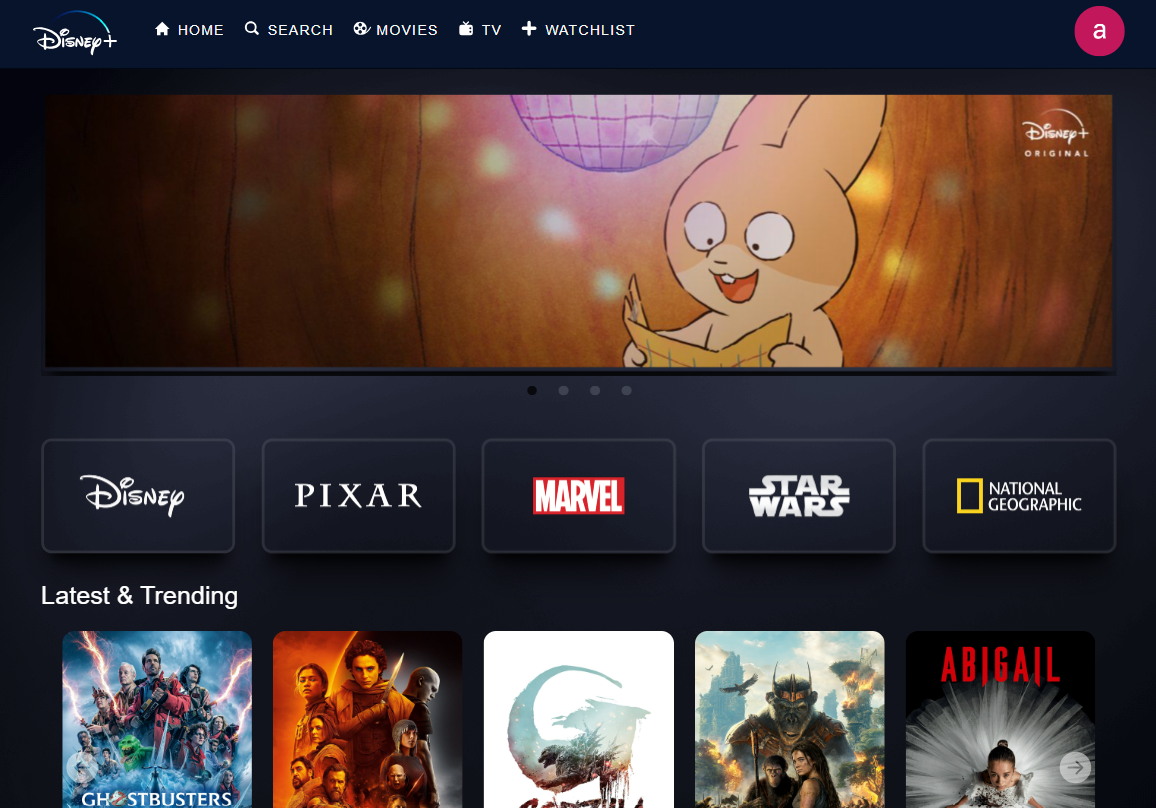 Disney+
HOME
SEARCH
MOVIES
TV
WATCHLIST
a
Disney+
ORIGINAL
Disney
PIXAR
MARVEL
STAR
WARS
NATIONAL
GEOGRAPHIC
Latest & Trending
ABIGAIL
GHOSTBUSTERS